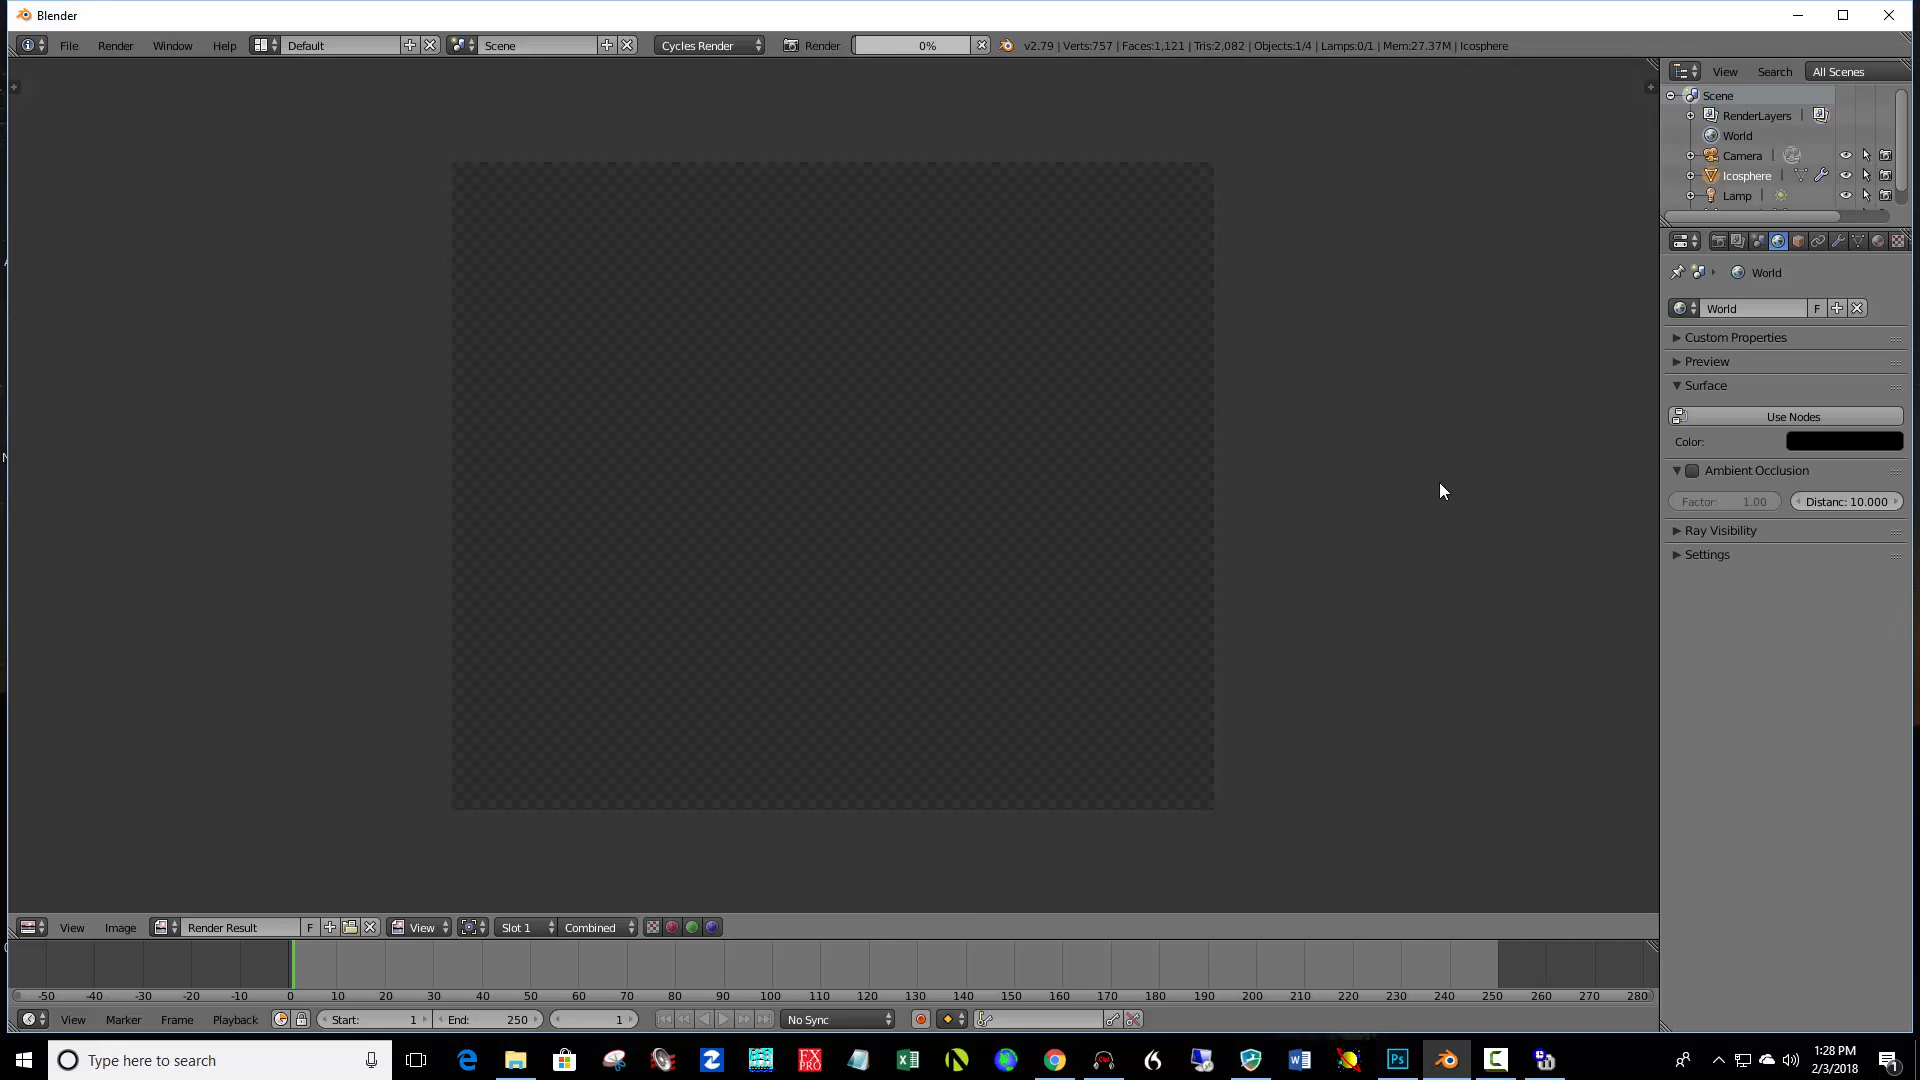 Blender
File Render Window Help Default Scene Cycles Render Render 0% v2.79 | Verts:757 | Faces:1,121 | Tris:2,082 | Objects:1/4 | Lamps:0/1 | Mem:27.37M | Icosphere
View Search All Scenes
Scene
RenderLayers
World
Camera
Icosphere
Lamp
World
World F
Custom Properties
Preview
Surface
Use Nodes
Color:
Ambient Occlusion
Factor: 1.00 Distanc: 10.000
Ray Visibility
Settings
View Image Render Result F View Slot 1 Combined
-50 -40 -30 -20 -10 0 10 20 30 40 50 60 70 80 90 100 110 120 130 140 150 160 170 180 190 200 210 220 230 240 250 260 270 280
View Marker Frame Playback Start: 1 End: 250 1 No Sync
Type here to search
FX PRO
Ps
1:28 PM
2/3/2018
1